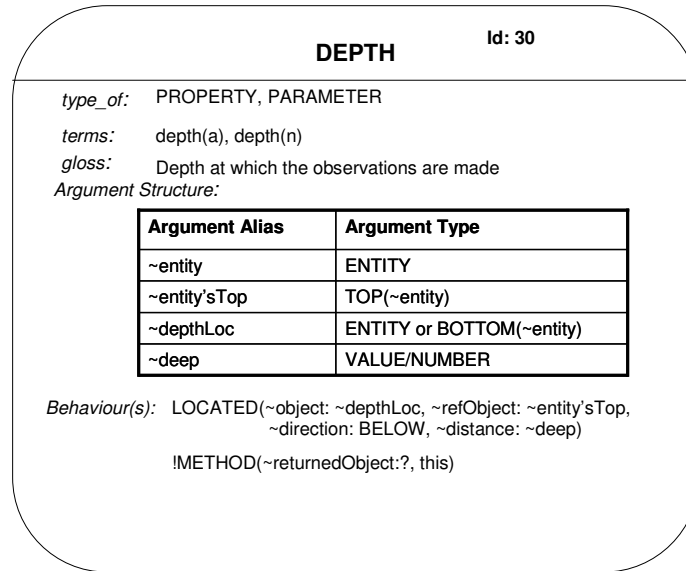 DEPTH Id: 30
type_of: PROPERTY, PARAMETER
terms: depth(a), depth(n)
gloss: Depth at which the observations are made
Argument Structure:
Argument Alias Argument Type
~entity ENTITY
~entity'sTop TOP(~entity)
~depthLoc ENTITY or BOTTOM(~entity)
~deep VALUE/NUMBER
Behaviour(s): LOCATED(~object: ~depthLoc, ~refObject: ~entity'sTop,
~direction: BELOW, ~distance: ~deep)
!METHOD(~returnedObject:?, this)